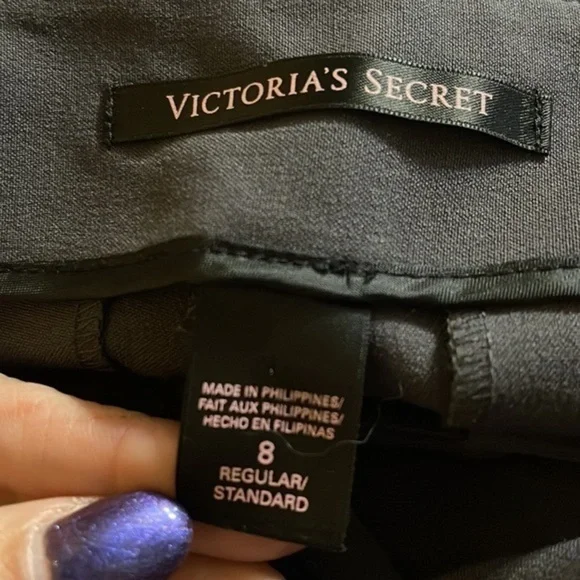 VICTORIA'S SECRET
MADE IN PHILIPPINES/
FAIT AUX PHILIPPINES/
HECHO EN FILIPINAS
8
REGULAR/
STANDARD